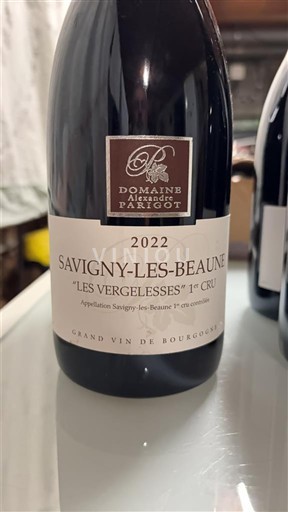 DOMAINE
Alexandre
PARIGOT
2022
SAVIGNY-LES-BEAUNE
"LES VERGELESSES" 1er CRU
Appellation Savigny-les-Beaune 1er cru contrôlée
GRAND VIN DE BOURGOGNE
VINIOU